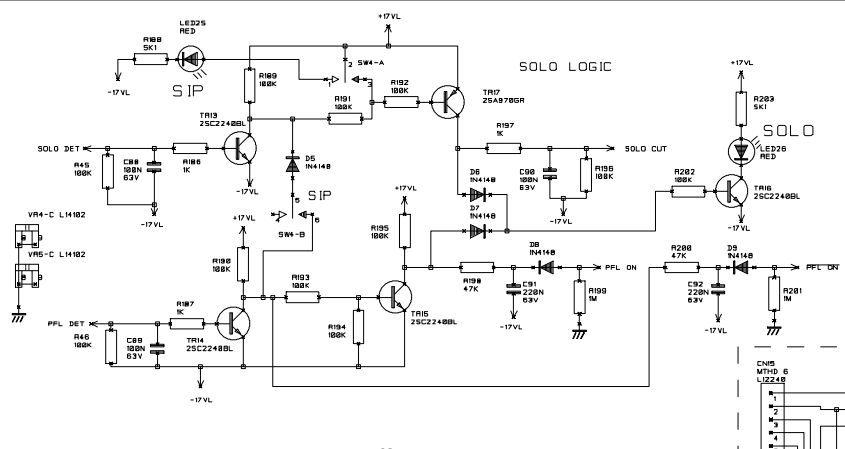 LED25
RED
+17VL
R188
5K1
SW4-A
SOLO LOGIC
2
+17VL
-17VL
SIP
R189
100K
1
3
R192
100K
TR17
2SA970GR
R191
100K
R203
5K1
TR13
2SC2240BL
R197
1K
SOLO
SOLO DET
SOLO CUT
LED26
RED
R45
100K
C88
100N
63V
R186
1K
D5
1N4148
C90
100N
63V
R196
100K
D6
1N4148
R202
100K
TR16
2SC2240BL
-17VL
5
SIP
+17VL
-17VL
D7
1N4148
-17VL
4
6
SW4-B
VR4-C L14102
+17VL
R195
100K
-17VL
VR5-C L14102
R190
100K
D8
1N4148
R200
47K
D9
1N4148
PFL ON
PFL ON
R193
100K
R198
47K
C91
220N
63V
R199
1M
C92
220N
63V
R201
1M
R187
1K
TR15
2SC2240BL
PFL DET
R194
100K
-17VL
-17VL
R46
100K
C89
100N
63V
TR14
2SC2240BL
-17VL
CN15
MTHD 6
L12240
1
2
3
4
5